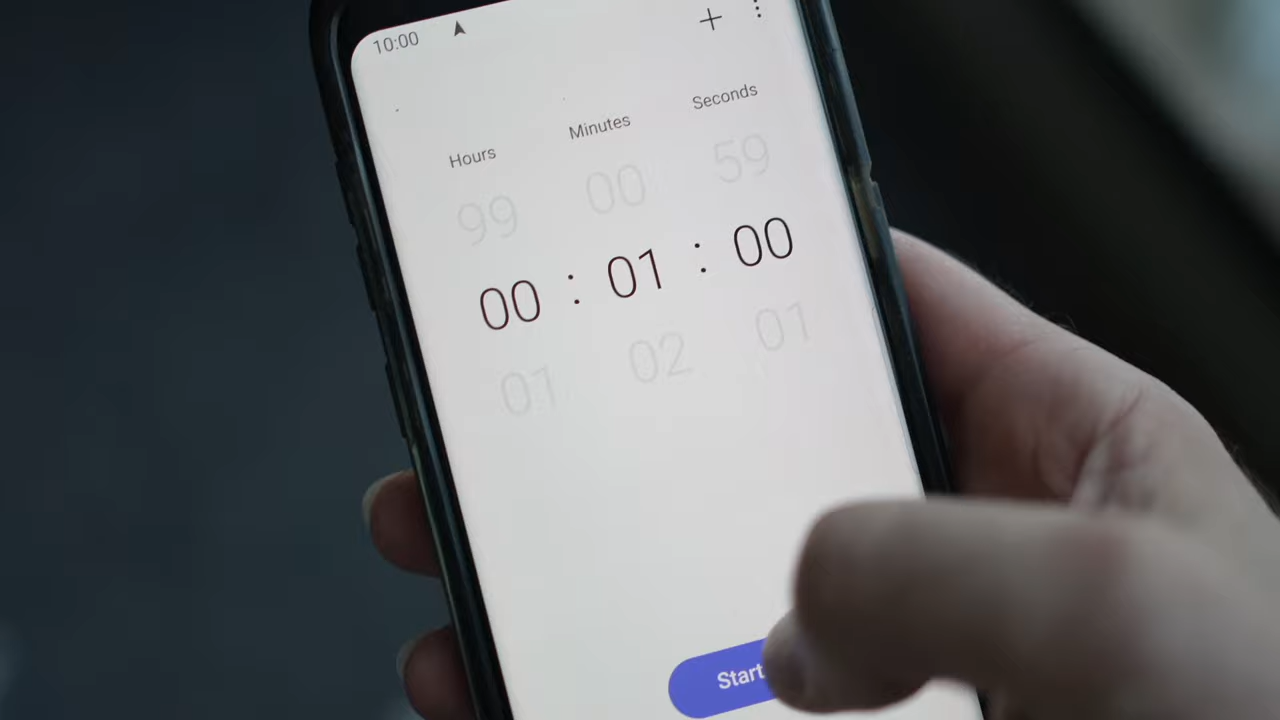 10:00
Hours Minutes Seconds
99 00 59
00 : 01 : 00
01 02 01
Start